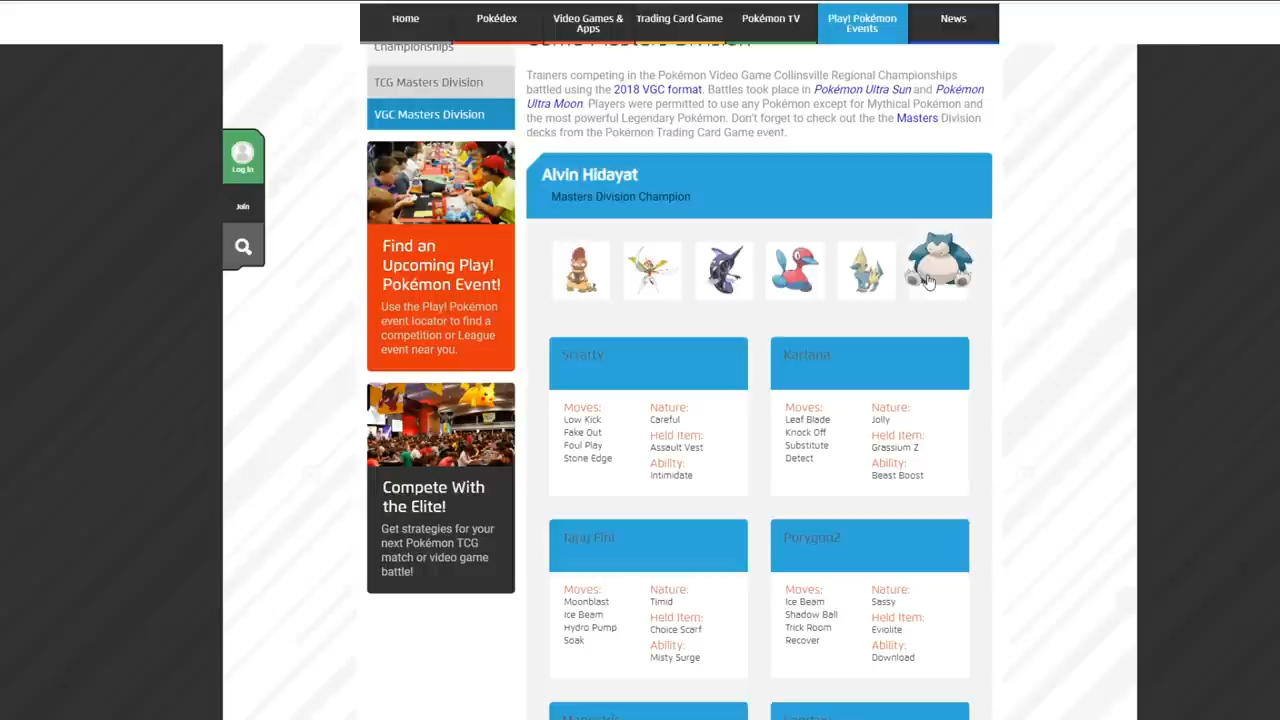 Home
Pokédex
Video Games &
Apps
Trading Card Game
Pokémon TV
Play! Pokémon
Events
News
Championships
TCG Masters Division
VGC Masters Division
Log In
Join
Find an
Upcoming Play!
Pokémon Event!
Use the Play! Pokémon
event locator to find a
competition or League
event near you.
Compete With
the Elite!
Get strategies for your
next Pokémon TCG
match or video game
battle!
Game Masters Division
Trainers competing in the Pokémon Video Game Collinsville Regional Championships
battled using the 2018 VGC format. Battles took place in Pokémon Ultra Sun and Pokémon
Ultra Moon. Players were permitted to use any Pokémon except for Mythical Pokémon and
the most powerful Legendary Pokémon. Don't forget to check out the the Masters Division
decks from the Pokémon Trading Card Game event.
Alvin Hidayat
Masters Division Champion
Scrafty
Moves:
Low Kick
Fake Out
Foul Play
Stone Edge
Nature:
Careful
Held Item:
Assault Vest
Ability:
Intimidate
Kartana
Moves:
Leaf Blade
Knock Off
Substitute
Detect
Nature:
Jolly
Held Item:
Grassium Z
Ability:
Beast Boost
Tapu Fini
Moves:
Moonblast
Ice Beam
Hydro Pump
Soak
Nature:
Timid
Held Item:
Choice Scarf
Ability:
Misty Surge
Porygon2
Moves:
Ice Beam
Shadow Ball
Trick Room
Recover
Nature:
Sassy
Held Item:
Eviolite
Ability:
Download